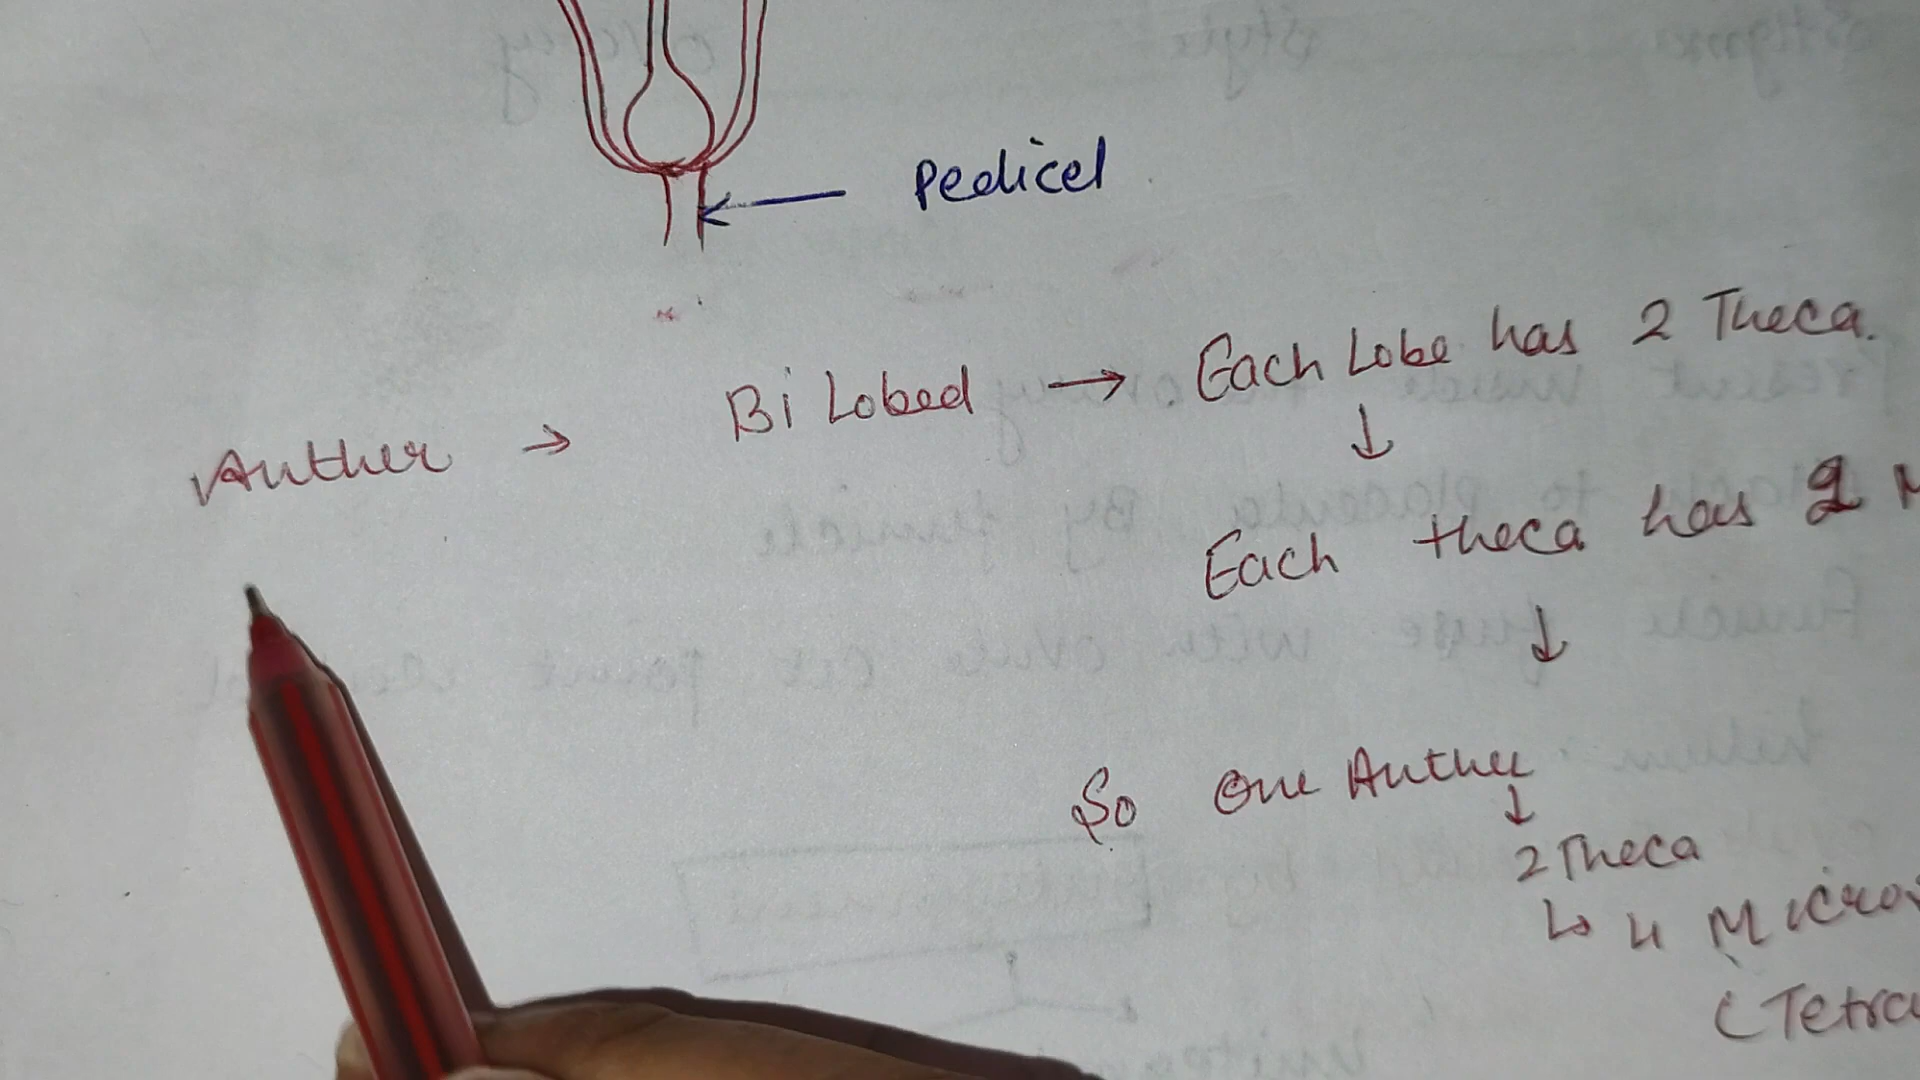 Pedicel
Anther → Bi Lobed → Each Lobe has 2 Theca.
↓
Each theca has 2 M
↓
So One Anther
↓
2 Theca
↳ 4 Micros
(Tetra